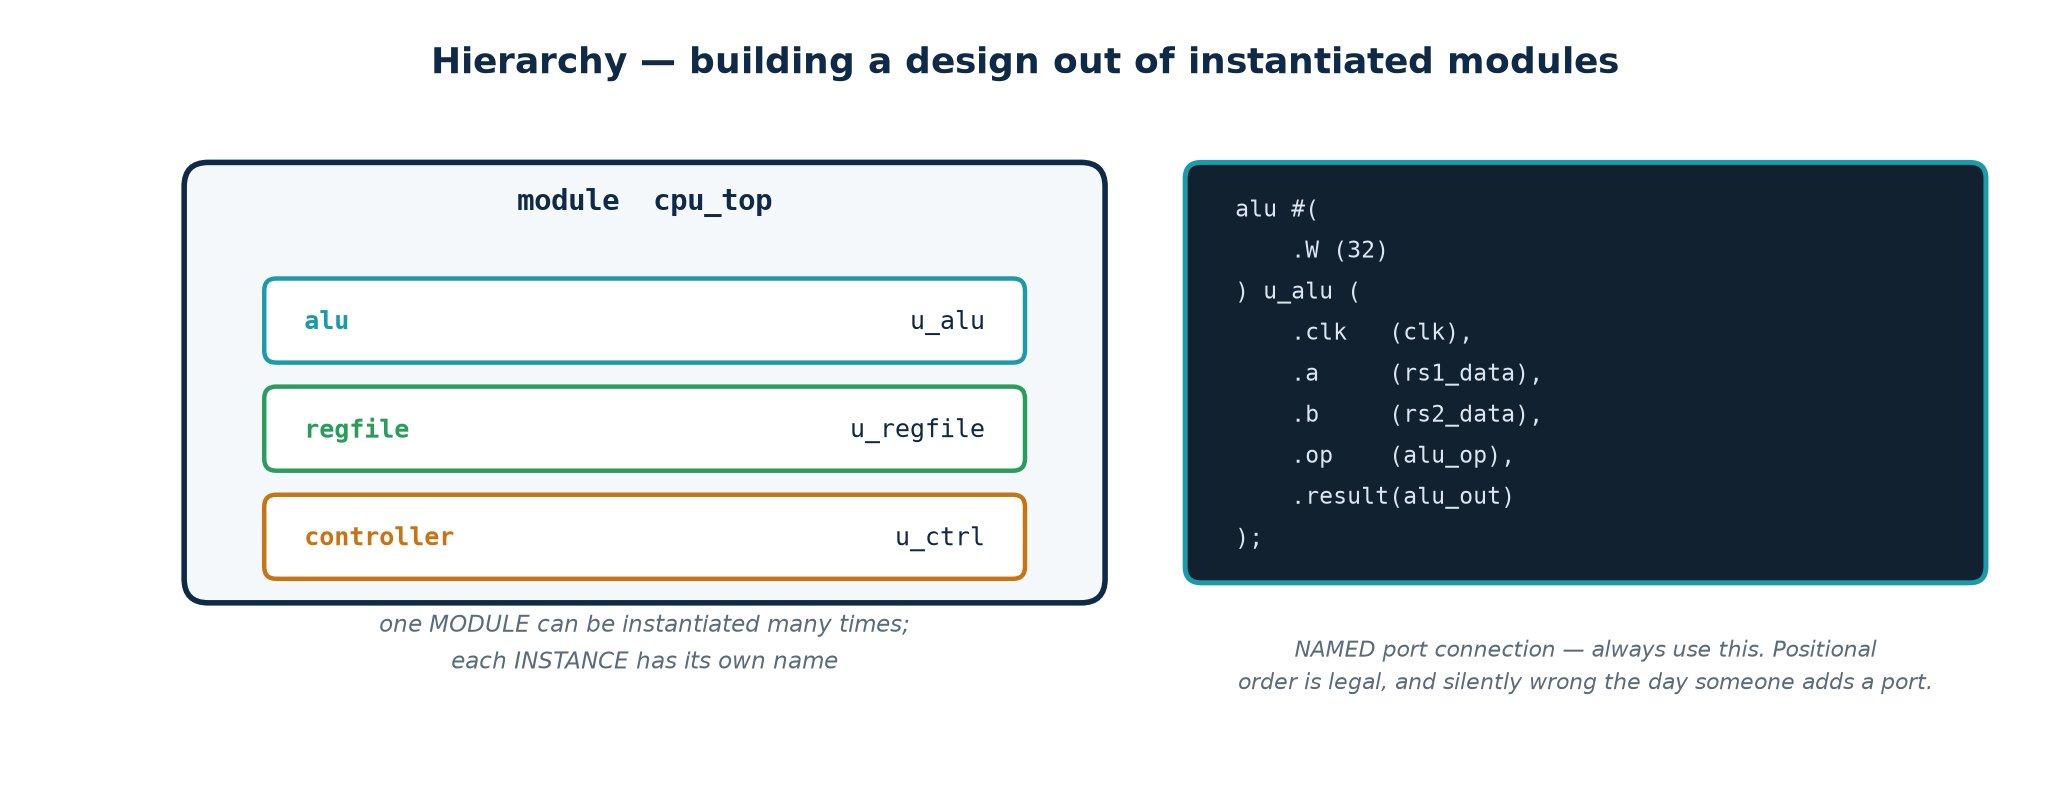 Hierarchy — building a design out of instantiated modules
module  cpu_top
alu u_alu
regfile u_regfile
controller u_ctrl
one MODULE can be instantiated many times;
each INSTANCE has its own name
alu #(
    .W (32)
) u_alu (
    .clk   (clk),
    .a     (rs1_data),
    .b     (rs2_data),
    .op    (alu_op),
    .result(alu_out)
);
NAMED port connection — always use this. Positional
order is legal, and silently wrong the day someone adds a port.